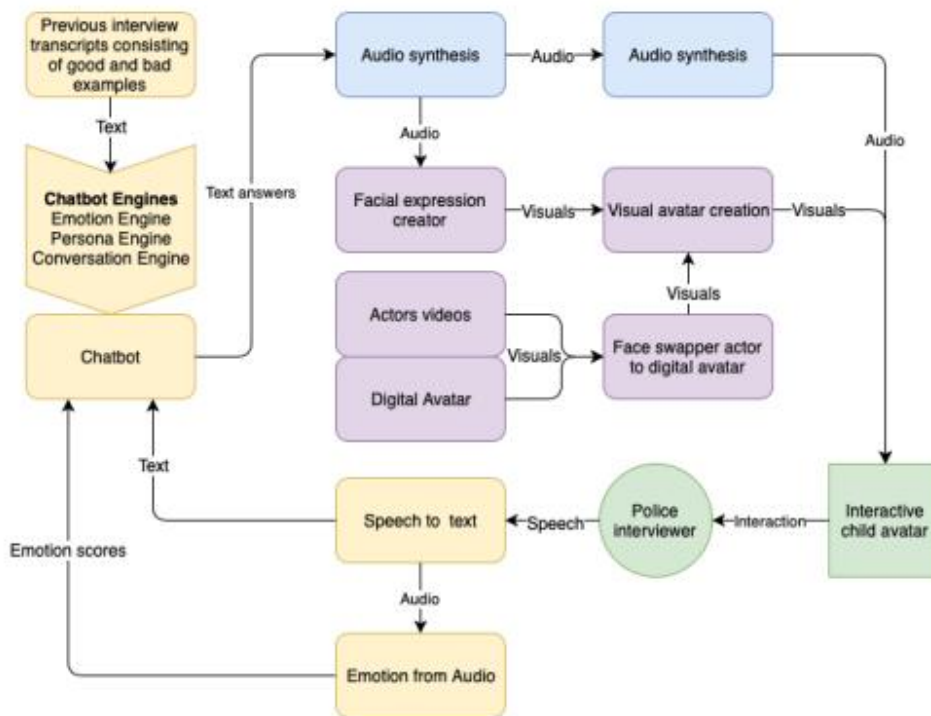 Previous interview
transcripts consisting
of good and bad
examples
Text
Chatbot Engines
Emotion Engine
Persona Engine
Conversation Engine
Chatbot
Text answers
Audio synthesis
Audio
Audio synthesis
Audio
Audio
Facial expression
creator
Visuals
Visual avatar creation
Visuals
Visuals
Actors videos
Visuals
Digital Avatar
Face swapper actor
to digital avatar
Text
Speech to text
Speech
Police
interviewer
Interaction
Interactive
child avatar
Emotion scores
Audio
Emotion from Audio